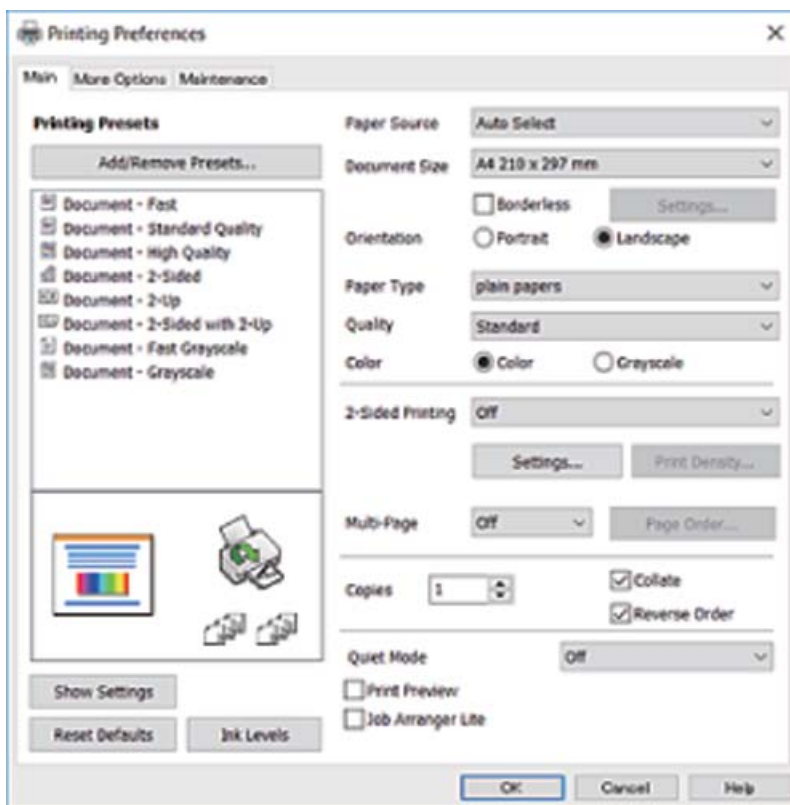 Printing Preferences
Main More Options Maintenance
Printing Presets
Add/Remove Presets...
Document - Fast
Document - Standard Quality
Document - High Quality
Document - 2-Sided
Document - 2-Up
Document - 2-Sided with 2-Up
Document - Fast Grayscale
Document - Grayscale
Show Settings
Reset Defaults Ink Levels
Paper Source Auto Select
Document Size A4 210 x 297 mm
Borderless Settings...
Orientation Portrait Landscape
Paper Type plain papers
Quality Standard
Color Color Grayscale
2-Sided Printing Off
Settings... Print Density...
Multi-Page Off Page Order...
Copies 1 Collate
Reverse Order
Quiet Mode Off
Print Preview
Job Arranger Lite
OK Cancel Help